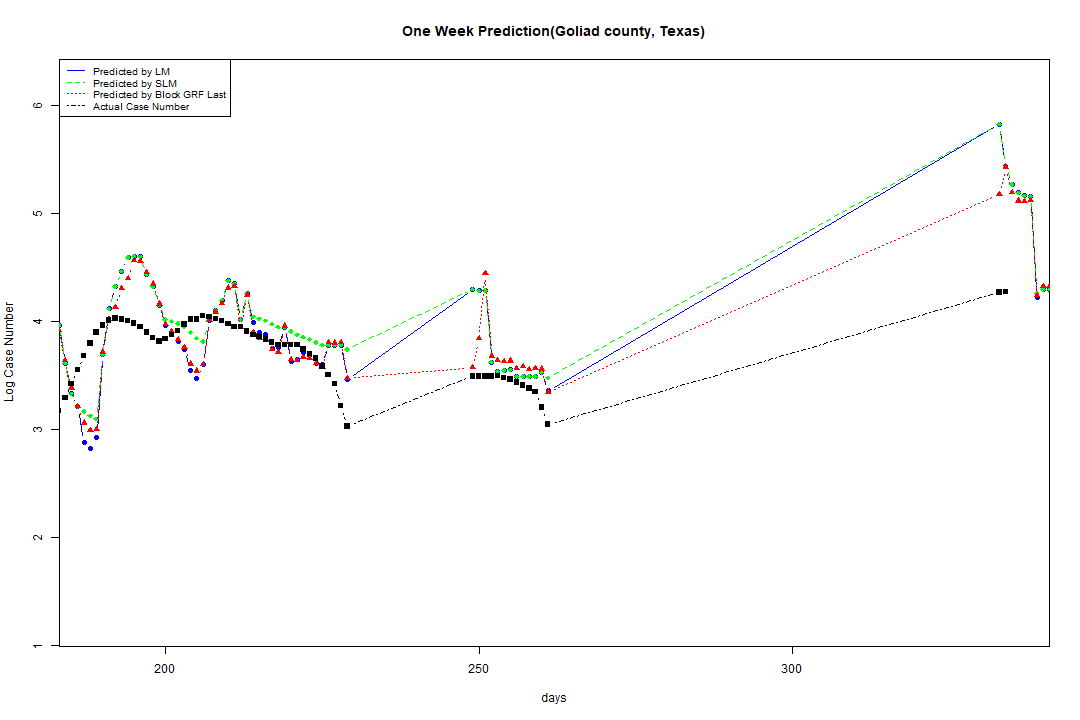 One Week Prediction(Goliad county, Texas)
Predicted by LM
Predicted by SLM
Predicted by Block GRF Last
Actual Case Number
6
5
4
3
2
1
Log Case Number
200
250
300
days